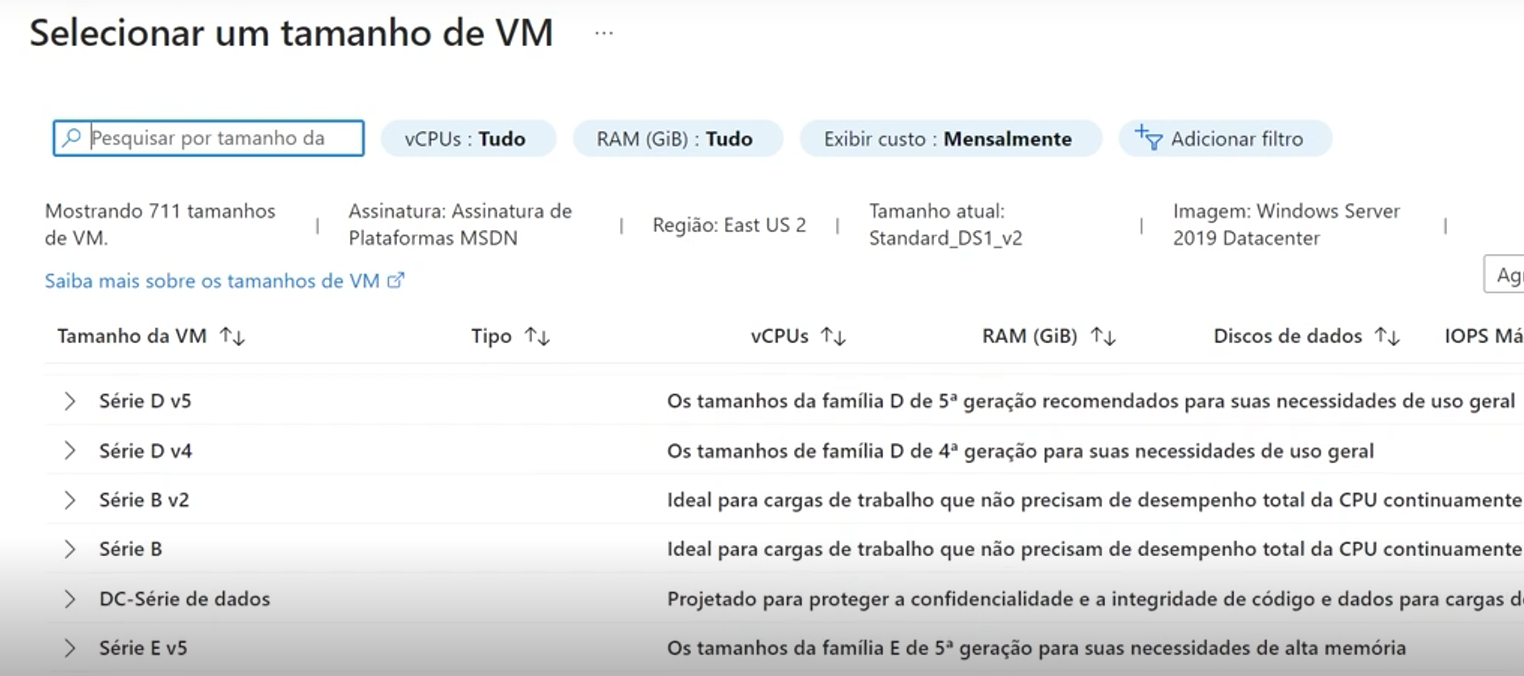 Selecionar um tamanho de VM ...
Pesquisar por tamanho da
vCPUs : Tudo
RAM (GiB) : Tudo
Exibir custo : Mensalmente
Adicionar filtro
Mostrando 711 tamanhos
de VM.
Assinatura: Assinatura de
Plataformas MSDN
Região: East US 2
Tamanho atual:
Standard_DS1_v2
Imagem: Windows Server
2019 Datacenter
Saiba mais sobre os tamanhos de VM
Tamanho da VM Tipo vCPUs RAM (GiB) Discos de dados IOPS
Série D v5 Os tamanhos da família D de 5ª geração recomendados para suas necessidades de uso geral
Série D v4 Os tamanhos de família D de 4ª geração para suas necessidades de uso geral
Série B v2 Ideal para cargas de trabalho que não precisam de desempenho total da CPU continuamente
Série B Ideal para cargas de trabalho que não precisam de desempenho total da CPU continuamente
DC-Série de dados Projetado para proteger a confidencialidade e a integridade de código e dados para cargas
Série E v5 Os tamanhos da família E de 5ª geração para suas necessidades de alta memória